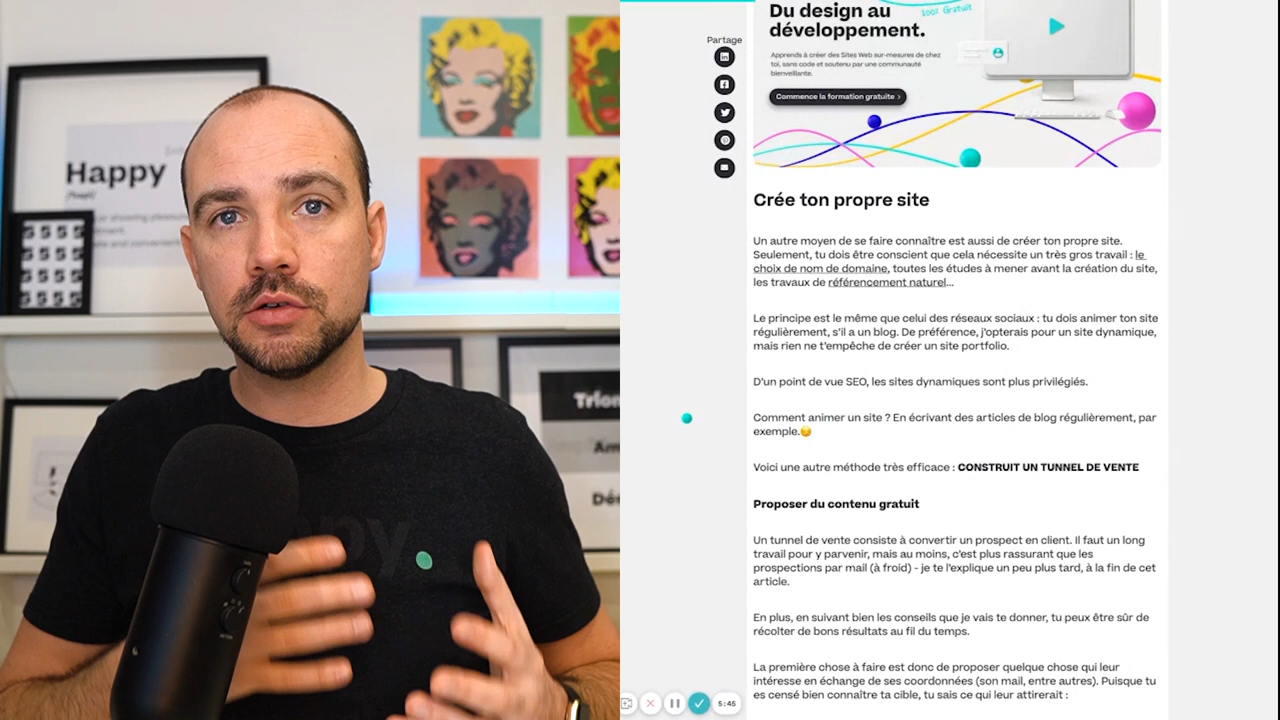 Happy
Du design au
développement.
100% Gratuit
Apprends à créer des Sites Web sur-mesures de chez
toi, sans code et soutenu par une communauté
bienveillante.
Commence la formation gratuite
Partage
Crée ton propre site
Un autre moyen de se faire connaître est aussi de créer ton propre site.
Seulement, tu dois être conscient que cela nécessite un très gros travail : le
choix de nom de domaine, toutes les études à mener avant la création du site,
les travaux de référencement naturel...
Le principe est le même que celui des réseaux sociaux : tu dois animer ton site
régulièrement, s'il a un blog. De préférence, j'opterais pour un site dynamique,
mais rien ne t'empêche de créer un site portfolio.
D'un point de vue SEO, les sites dynamiques sont plus privilégiés.
Comment animer un site ? En écrivant des articles de blog régulièrement, par
exemple.😏
Voici une autre méthode très efficace : CONSTRUIT UN TUNNEL DE VENTE
Proposer du contenu gratuit
Un tunnel de vente consiste à convertir un prospect en client. Il faut un long
travail pour y parvenir, mais au moins, c'est plus rassurant que les
prospections par mail (à froid) - je te l'explique un peu plus tard, à la fin de cet
article.
En plus, en suivant bien les conseils que je vais te donner, tu peux être sûr de
récolter de bons résultats au fil du temps.
La première chose à faire est donc de proposer quelque chose qui leur
intéresse en échange de ses coordonnées (son mail, entre autres). Puisque tu
es censé bien connaître ta cible, tu sais ce qui leur attirerait :
5:45